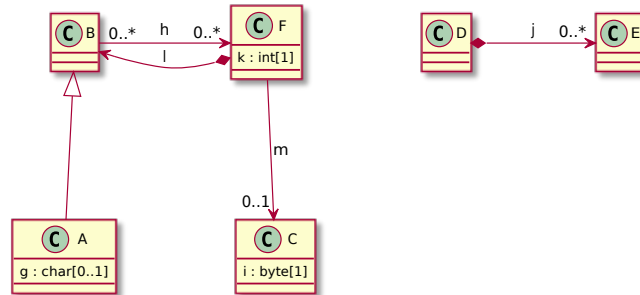 C B
0..*
h
0..*
l
C F
k : int[1]
C D
j
0..*
C E
m
0..1
C A
g : char[0..1]
C C
i : byte[1]